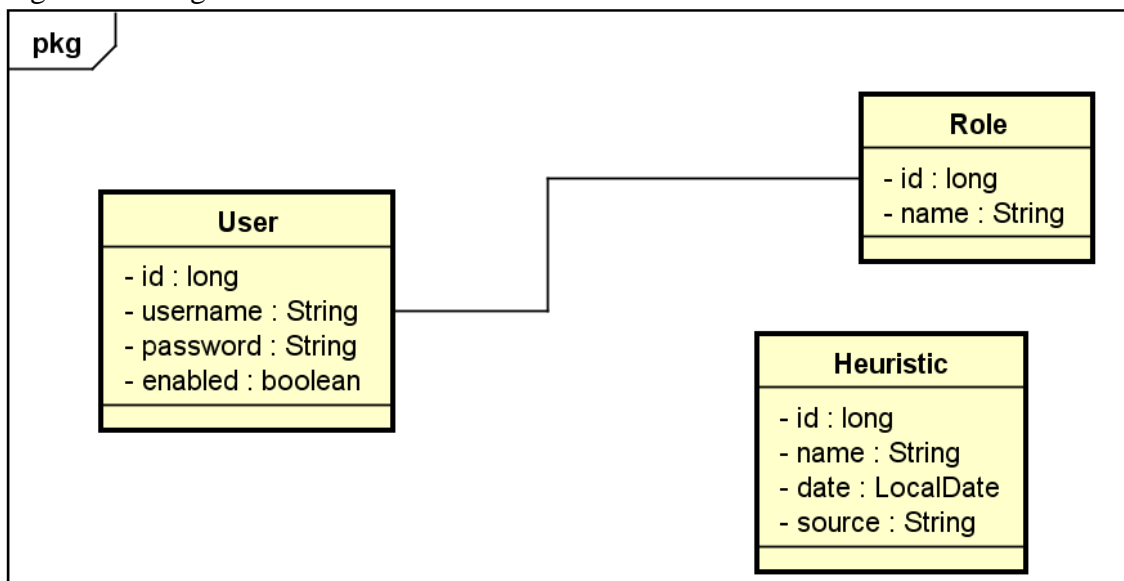 pkg
Role
- id : long
- name : String
User
- id : long
- username : String
- password : String
- enabled : boolean
Heuristic
- id : long
- name : String
- date : LocalDate
- source : String